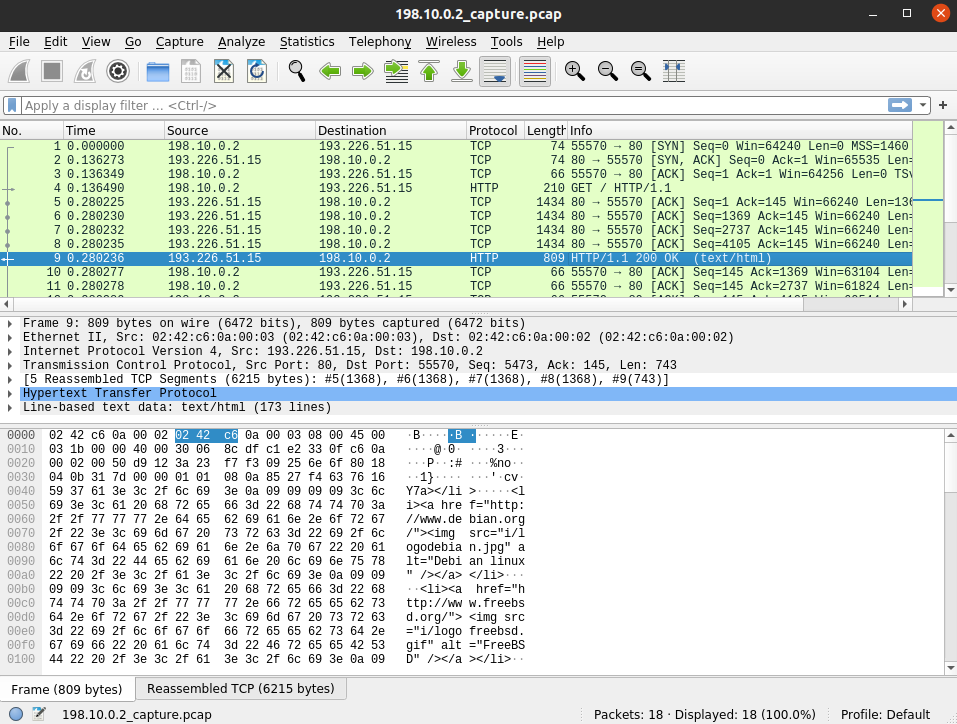 198.10.0.2_capture.pcap
File Edit View Go Capture Analyze Statistics Telephony Wireless Tools Help
Apply a display filter ... <Ctrl-/>
No. Time Source Destination Protocol Length Info
1 0.000000 198.10.0.2 193.226.51.15 TCP 74 55570 → 80 [SYN] Seq=0 Win=64240 Len=0 MSS=1460
2 0.136273 193.226.51.15 198.10.0.2 TCP 74 80 → 55570 [SYN, ACK] Seq=0 Ack=1 Win=65535 Len=
3 0.136349 198.10.0.2 193.226.51.15 TCP 66 55570 → 80 [ACK] Seq=1 Ack=1 Win=64256 Len=0 TSv
4 0.136490 198.10.0.2 193.226.51.15 HTTP 210 GET / HTTP/1.1
5 0.280225 193.226.51.15 198.10.0.2 TCP 1434 80 → 55570 [ACK] Seq=1 Ack=145 Win=66240 Len=136
6 0.280230 193.226.51.15 198.10.0.2 TCP 1434 80 → 55570 [ACK] Seq=1369 Ack=145 Win=66240 Len=
7 0.280232 193.226.51.15 198.10.0.2 TCP 1434 80 → 55570 [ACK] Seq=2737 Ack=145 Win=66240 Len=
8 0.280235 193.226.51.15 198.10.0.2 TCP 1434 80 → 55570 [ACK] Seq=4105 Ack=145 Win=66240 Len=
9 0.280236 193.226.51.15 198.10.0.2 HTTP 809 HTTP/1.1 200 OK (text/html)
10 0.280277 198.10.0.2 193.226.51.15 TCP 66 55570 → 80 [ACK] Seq=145 Ack=1369 Win=63104 Len=
11 0.280278 198.10.0.2 193.226.51.15 TCP 66 55570 → 80 [ACK] Seq=145 Ack=2737 Win=61824 Len=
Frame 9: 809 bytes on wire (6472 bits), 809 bytes captured (6472 bits)
Ethernet II, Src: 02:42:c6:0a:00:03 (02:42:c6:0a:00:03), Dst: 02:42:c6:0a:00:02 (02:42:c6:0a:00:02)
Internet Protocol Version 4, Src: 193.226.51.15, Dst: 198.10.0.2
Transmission Control Protocol, Src Port: 80, Dst Port: 55570, Seq: 5473, Ack: 145, Len: 743
[5 Reassembled TCP Segments (6215 bytes): #5(1368), #6(1368), #7(1368), #8(1368), #9(743)]
Hypertext Transfer Protocol
Line-based text data: text/html (173 lines)
0000 02 42 c6 0a 00 02 02 42 c6 0a 00 03 08 00 45 00 ·B····B· ······E·
0010 03 1b 00 00 40 00 30 06 8c df c1 e2 33 0f c6 0a ····@·0· ····3···
0020 00 02 00 50 d9 12 3a 23 f7 f3 09 25 6e 6f 80 18 ···P··:# ···%no··
0030 04 0b 31 7d 00 00 01 01 08 0a 85 27 f4 63 76 16 ··1}···· ···'·cv·
0040 59 37 61 3e 3c 2f 6c 69 3e 0a 09 09 09 09 3c 6c Y7a></li >·····<l
0050 69 3e 3c 61 20 68 72 65 66 3d 22 68 74 74 70 3a i><a hre f="http:
0060 2f 2f 77 77 77 2e 64 65 62 69 61 6e 2e 6f 72 67 //www.de bian.org
0070 2f 22 3e 3c 69 6d 67 20 73 72 63 3d 22 69 2f 6c /"><img src="i/l
0080 6f 67 6f 64 65 62 69 61 6e 2e 6a 70 67 22 20 61 ogodebia n.jpg" a
0090 6c 74 3d 22 44 65 62 69 61 6e 20 6c 69 6e 75 78 lt="Debi an linux
00a0 22 20 2f 3e 3c 2f 61 3e 3c 2f 6c 69 3e 0a 09 09 " /></a> </li>···
00b0 09 09 3c 6c 69 3e 3c 61 20 68 72 65 66 3d 22 68 ··<li><a href="h
00c0 74 74 70 3a 2f 2f 77 77 77 2e 66 72 65 65 62 73 ttp://ww w.freebs
00d0 64 2e 6f 72 67 2f 22 3e 3c 69 6d 67 20 73 72 63 d.org/"> <img src
00e0 3d 22 69 2f 6c 6f 67 6f 66 72 65 65 62 73 64 2e ="i/logo freebsd.
00f0 67 69 66 22 20 61 6c 74 3d 22 46 72 65 65 42 53 gif" alt ="FreeBS
0100 44 22 20 2f 3e 3c 2f 61 3e 3c 2f 6c 69 3e 0a 09 D" /></a ></li>··
Frame (809 bytes) Reassembled TCP (6215 bytes)
198.10.0.2_capture.pcap Packets: 18 · Displayed: 18 (100.0%) Profile: Default